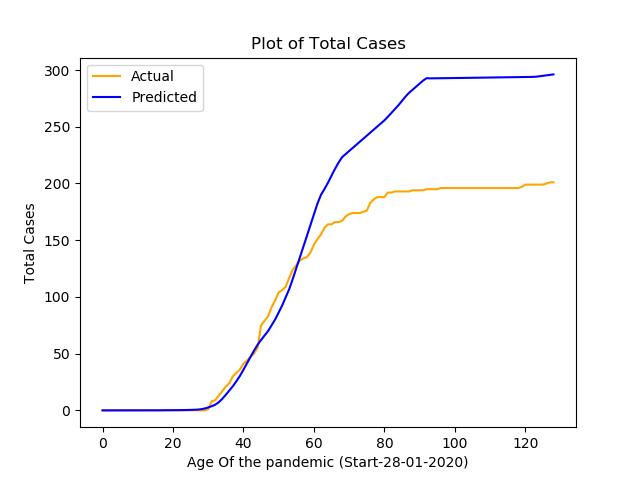 Plot of Total Cases
Actual
Predicted
300
250
200
150
100
50
0
Total Cases
0 20 40 60 80 100 120
Age Of the pandemic (Start-28-01-2020)